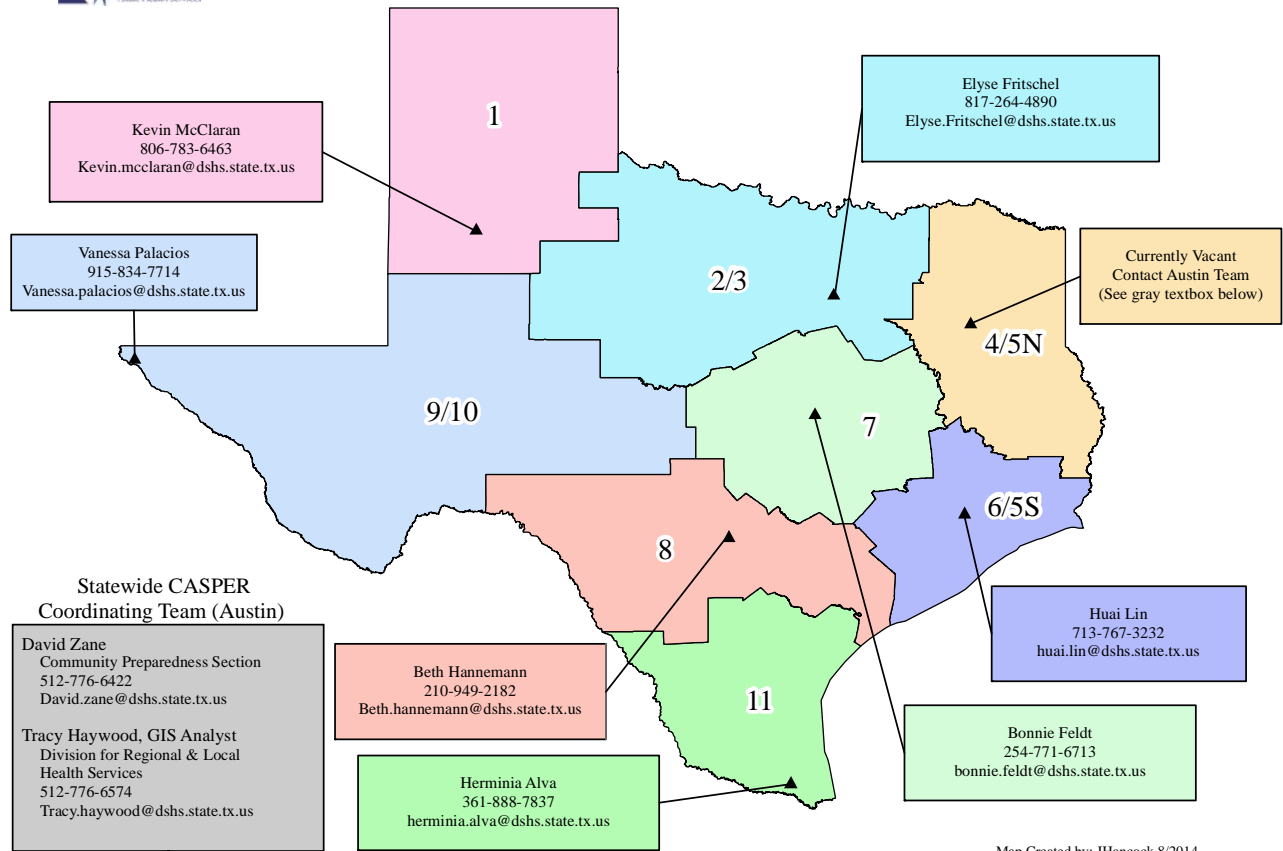 1
Elyse Fritschel
817-264-4890
Elyse.Fritschel@dshs.state.tx.us
Kevin McClaran
806-783-6463
Kevin.mcclaran@dshs.state.tx.us
Vanessa Palacios
915-834-7714
Vanessa.palacios@dshs.state.tx.us
Currently Vacant
Contact Austin Team
(See gray textbox below)
2/3
4/5N
9/10
7
6/5S
8
Statewide CASPER
Coordinating Team (Austin)
David Zane
Community Preparedness Section
512-776-6422
David.zane@dshs.state.tx.us
Tracy Haywood, GIS Analyst
Division for Regional & Local
Health Services
512-776-6574
Tracy.haywood@dshs.state.tx.us
Huai Lin
713-767-3232
huai.lin@dshs.state.tx.us
Beth Hannemann
210-949-2182
Beth.hannemann@dshs.state.tx.us
11
Bonnie Feldt
254-771-6713
bonnie.feldt@dshs.state.tx.us
Herminia Alva
361-888-7837
herminia.alva@dshs.state.tx.us
Map Created by: JHancock 8/2014